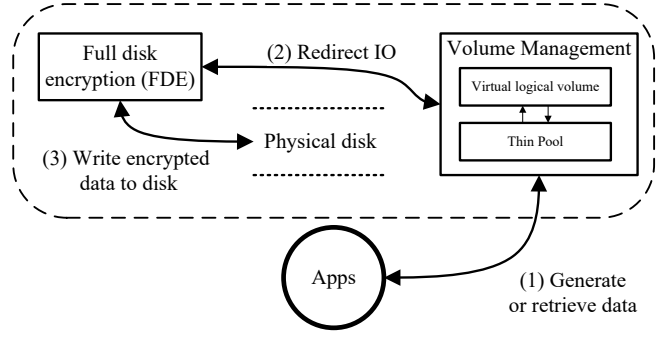 Full disk
encryption (FDE)
(2) Redirect IO
Volume Management
Virtual logical volume
Thin Pool
Physical disk
(3) Write encrypted
data to disk
Apps
(1) Generate
or retrieve data